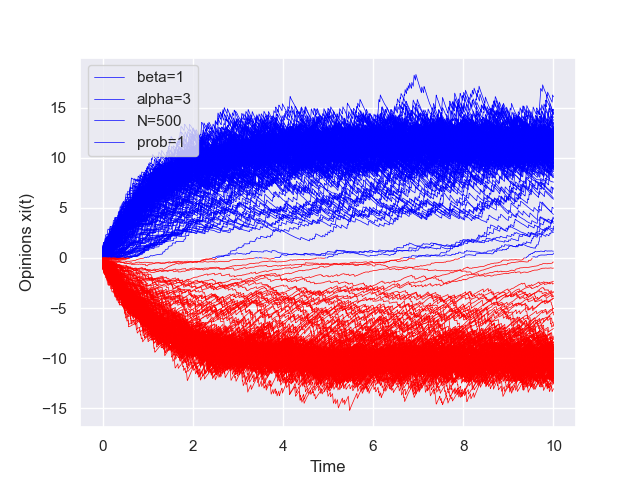 beta=1
alpha=3
N=500
prob=1
15
10
5
0
−5
−10
−15
Opinions xi(t)
0 2 4 6 8 10
Time